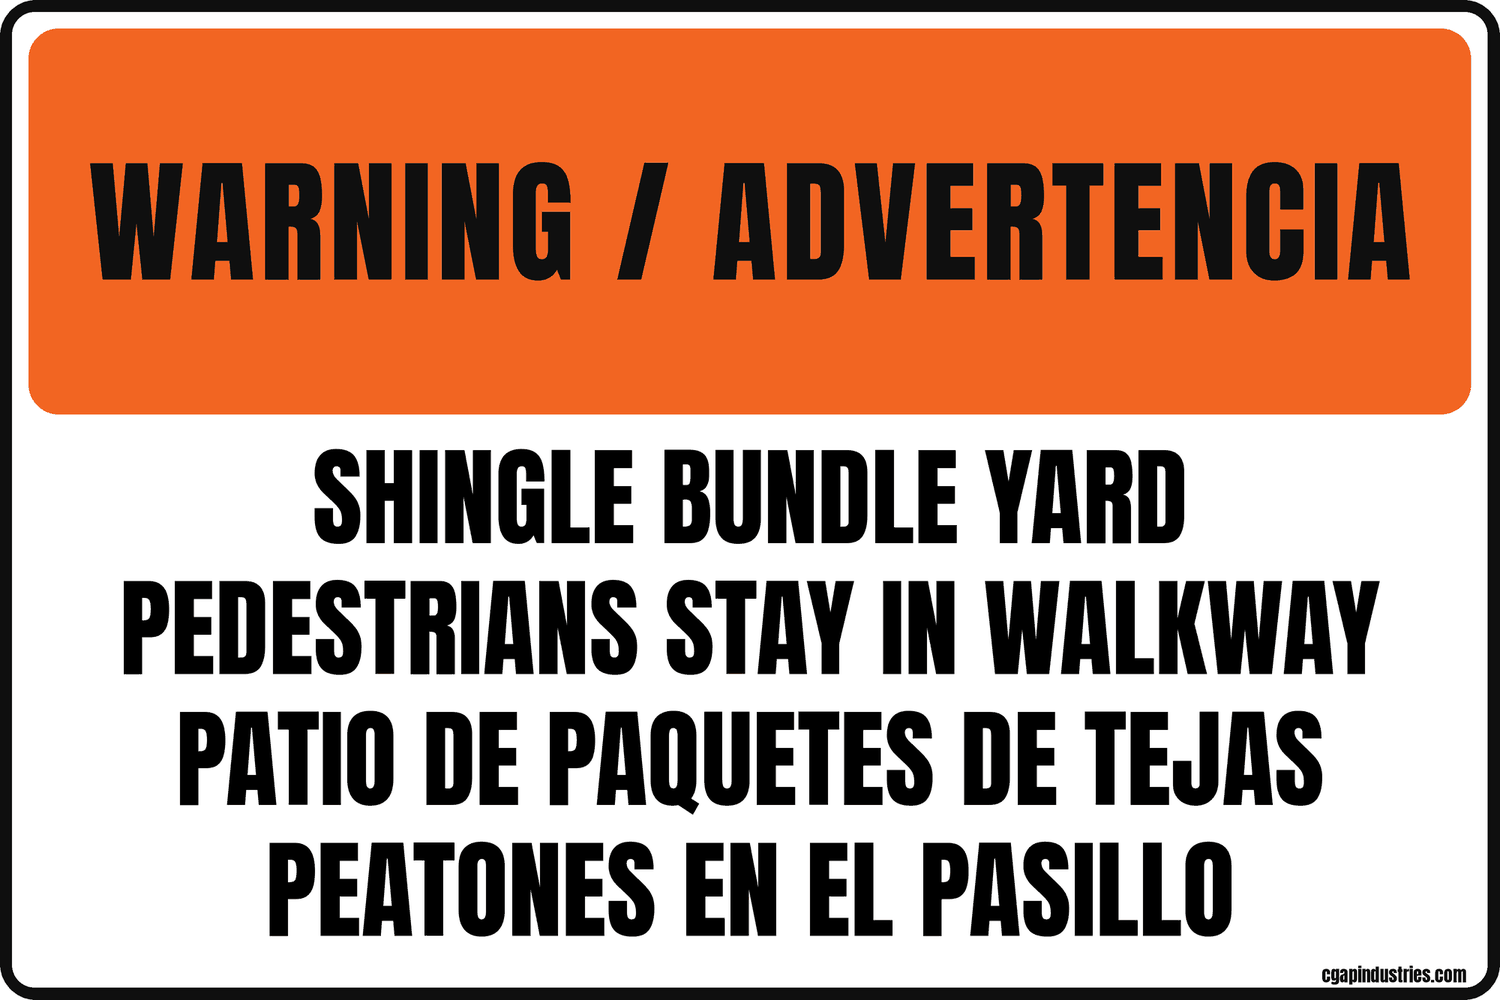 WARNING / ADVERTENCIA
SHINGLE BUNDLE YARD
PEDESTRIANS STAY IN WALKWAY
PATIO DE PAQUETES DE TEJAS
PEATONES EN EL PASILLO
cgapindustries.com